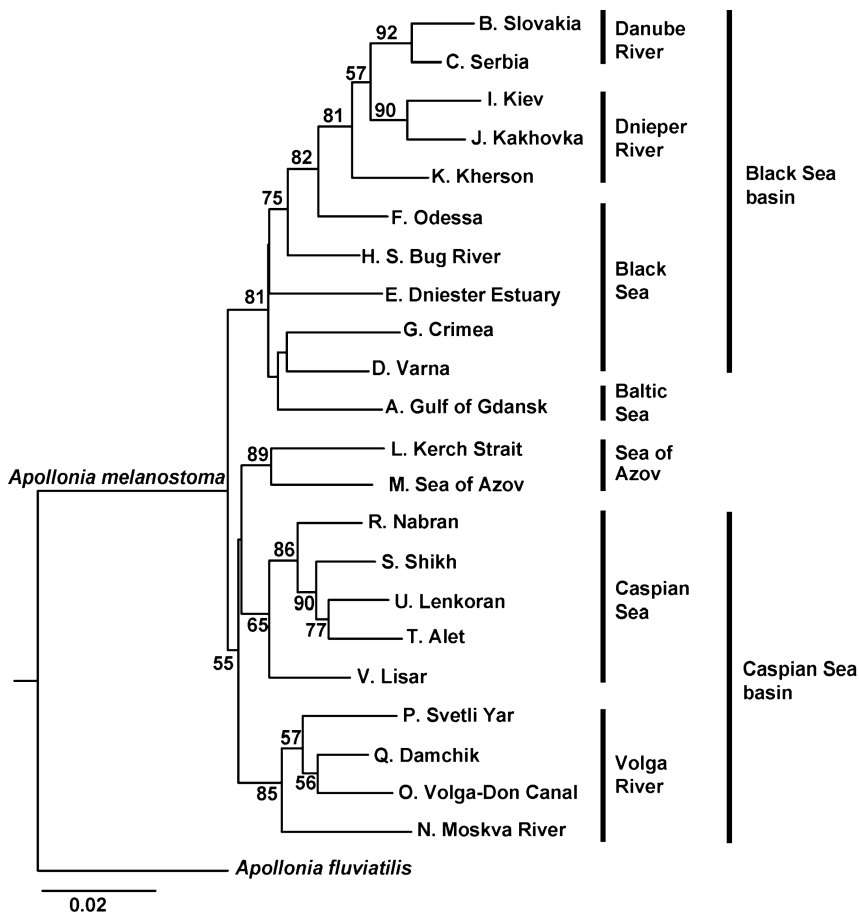 B. Slovakia
92
C. Serbia
Danube
River
57
I. Kiev
90
J. Kakhovka
Dnieper
River
81
K. Kherson
82
F. Odessa
75
H. S. Bug River
E. Dniester Estuary
81
G. Crimea
D. Varna
Black
Sea
Black Sea
basin
A. Gulf of Gdansk
Baltic
Sea
L. Kerch Strait
89
M. Sea of Azov
Sea of
Azov
Apollonia melanostoma
R. Nabran
86
S. Shikh
90
U. Lenkoran
77
T. Alet
65
V. Lisar
Caspian
Sea
55
P. Svetli Yar
57
Q. Damchik
56
O. Volga-Don Canal
85
N. Moskva River
Volga
River
Caspian Sea
basin
Apollonia fluviatilis
0.02